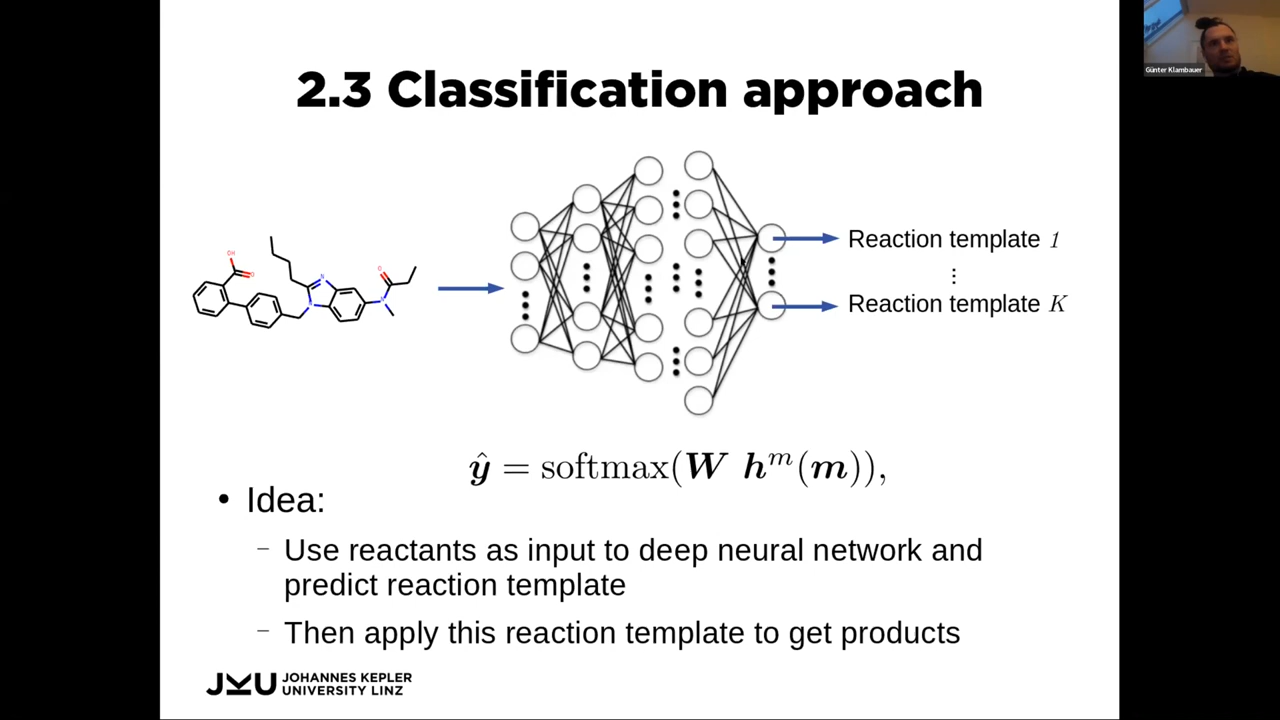 Günter Klambauer
2.3 Classification approach
OH
O
N
N
O
N
Reaction template 1
⋮
Reaction template K
ŷ = softmax(W h^m(m)),
• Idea:
– Use reactants as input to deep neural network and
predict reaction template
– Then apply this reaction template to get products
JKU JOHANNES KEPLER
UNIVERSITY LINZ